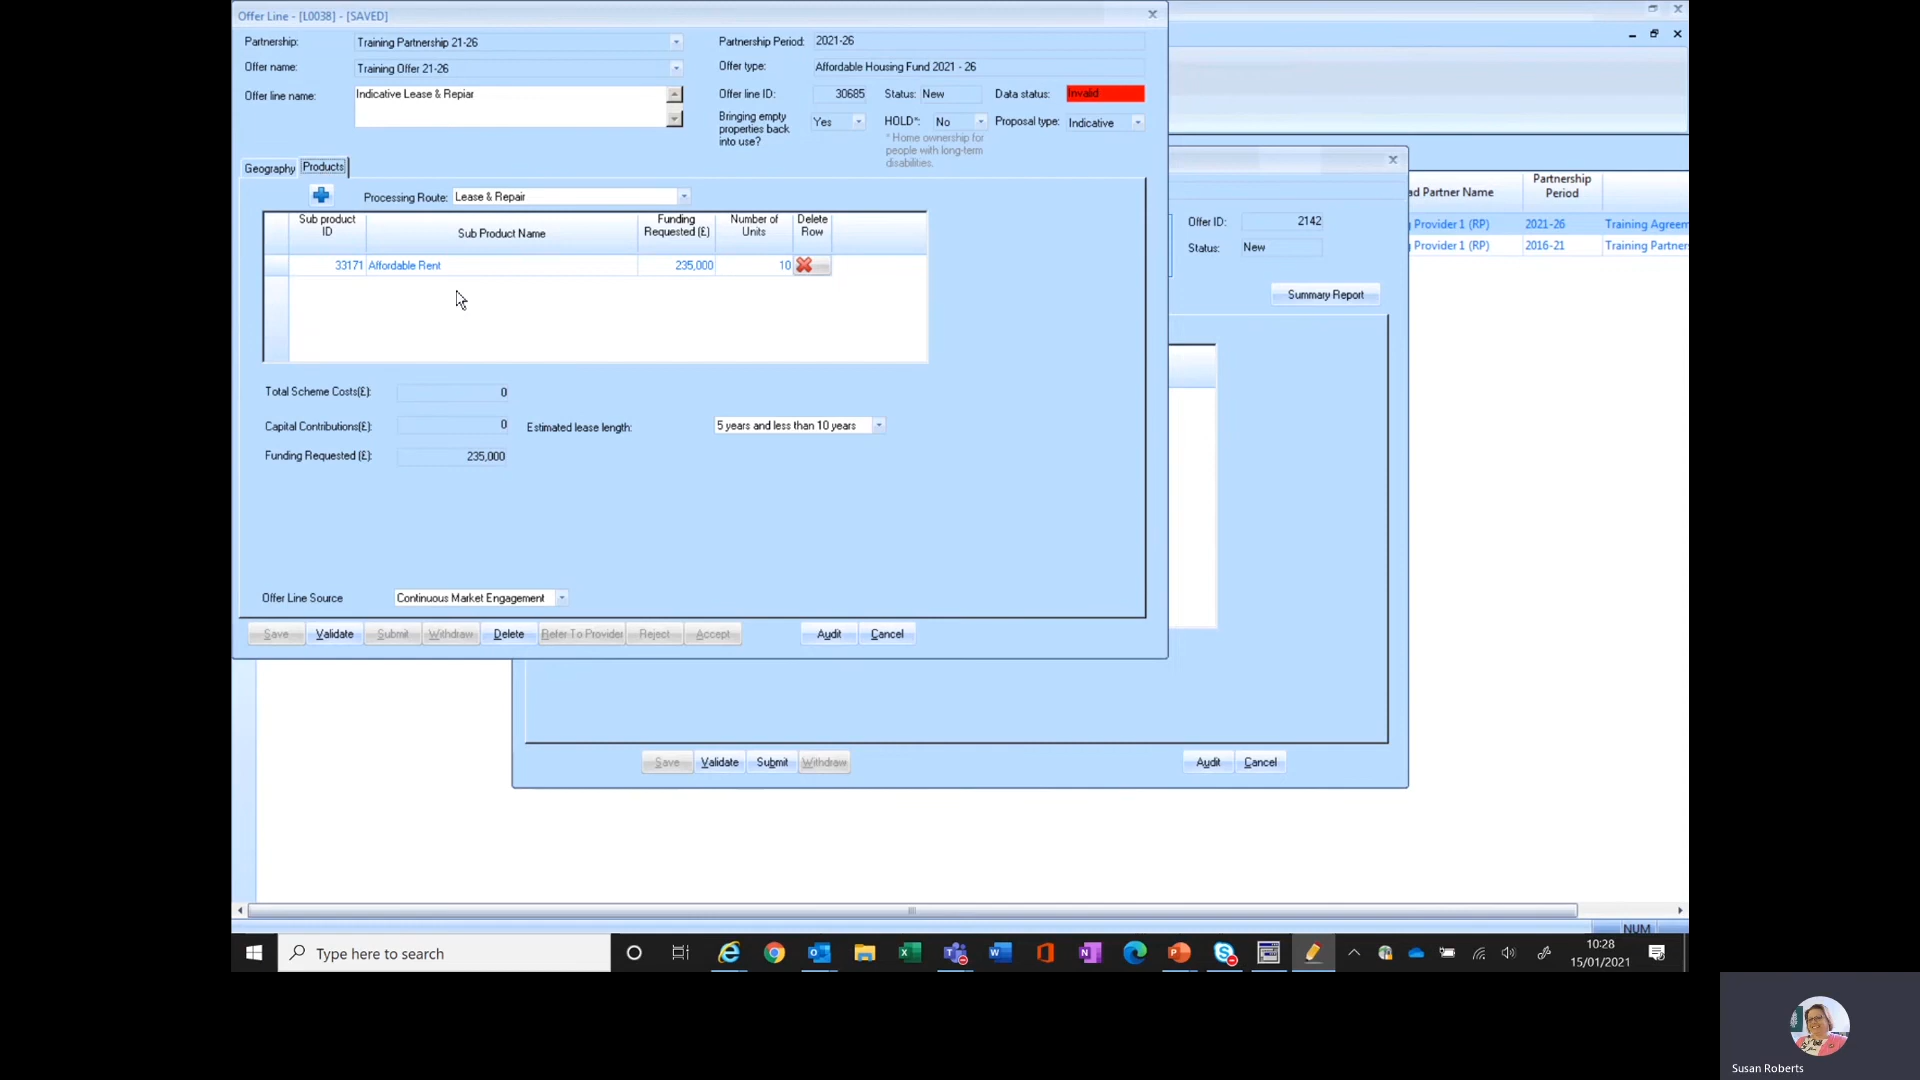 Offer Line - [L0038] - [SAVED]
Partnership: Training Partnership 21-26 Partnership Period: 2021-26
Offer name: Training Offer 21-26 Offer type: Affordable Housing Fund 2021 - 26
Offer line name: Indicative Lease & Repiar Offer line ID: 30685 Status: New Data status: Invalid
Bringing empty properties back into use? Yes HOLD*: No Proposal type: Indicative
* Home ownership for
people with long-term
disabilities.
Geography Products
Processing Route: Lease & Repair
Sub product ID Sub Product Name Funding Requested (£) Number of Units Delete Row
33171 Affordable Rent 235,000 10
Total Scheme Costs(£): 0
Capital Contributions(£): 0 Estimated lease length: 5 years and less than 10 years
Funding Requested (£): 235,000
Offer Line Source Continuous Market Engagement
Save Validate Submit Withdraw Delete Refer To Provider Reject Accept Audit Cancel
Offer ID: 2142
Status: New
Summary Report
Save Validate Submit Withdraw Audit Cancel
ad Partner Name Partnership Period
Provider 1 (RP) 2021-26 Training Agreem
Provider 1 (RP) 2016-21 Training Partner
NUM
Type here to search
10:28
15/01/2021
Susan Roberts